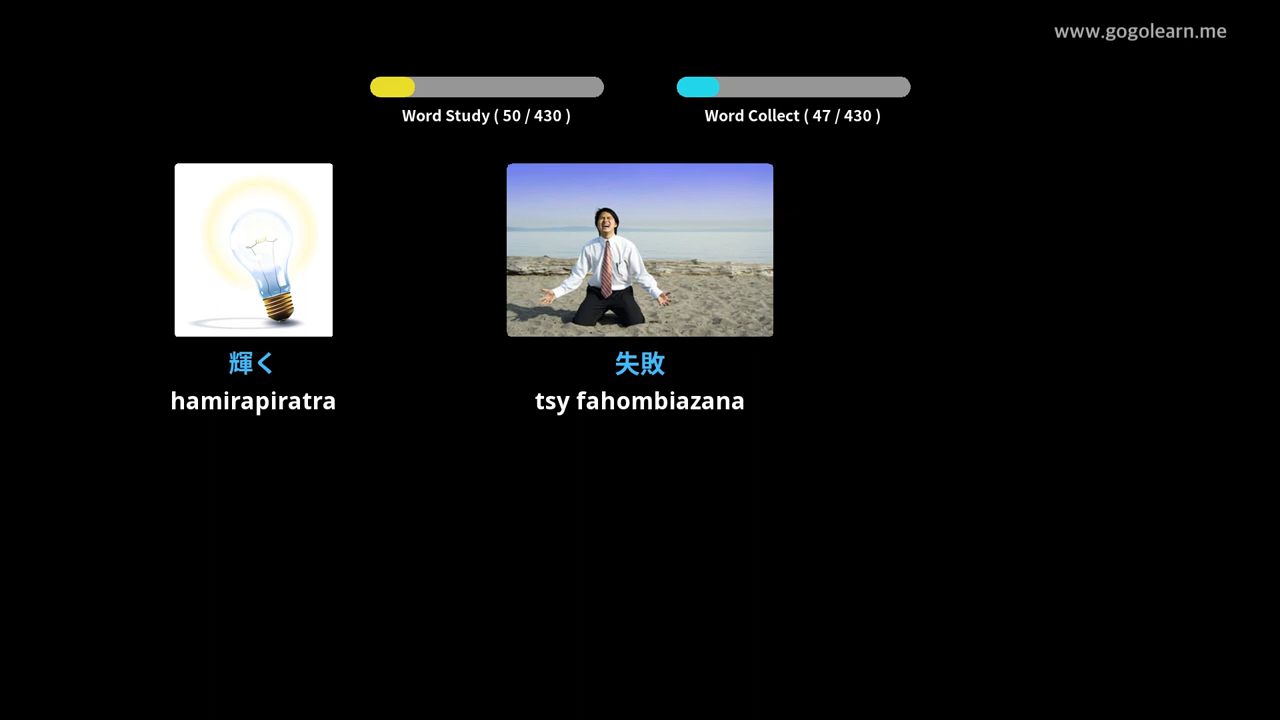 www.gogolearn.me
Word Study ( 50 / 430 )
Word Collect ( 47 / 430 )
輝く
失敗
hamirapiratra
tsy fahombiazana